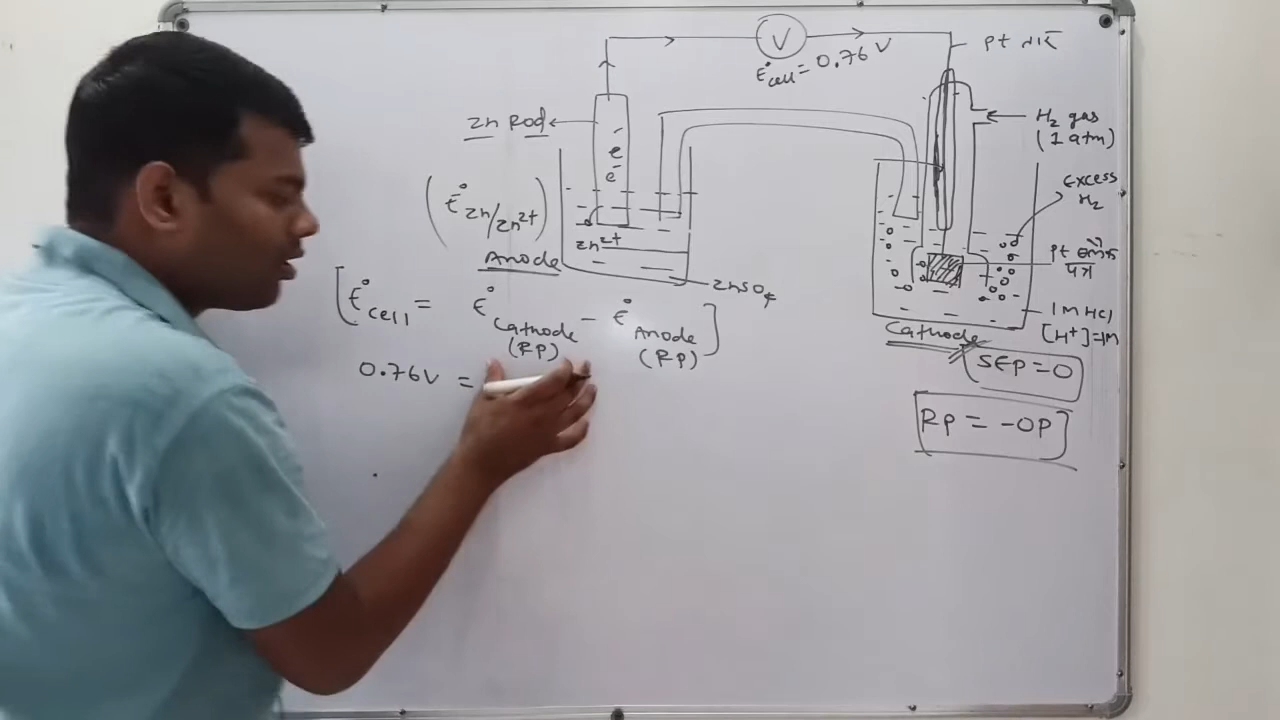 V
E°cell = 0.76 V
Pt তার
Zn Rod
e
e⁻
H₂ gas
(1 atm)
(E°Zn/Zn²⁺)
Excess
H₂
Zn²⁺
Anode
Pt
ZnSO₄
[E°cell = E°Cathode (RP) − E°Anode (RP)]
0.76V =
Cathode
1M HCl
[H⁺]=1M
SEP=0
RP = -OP